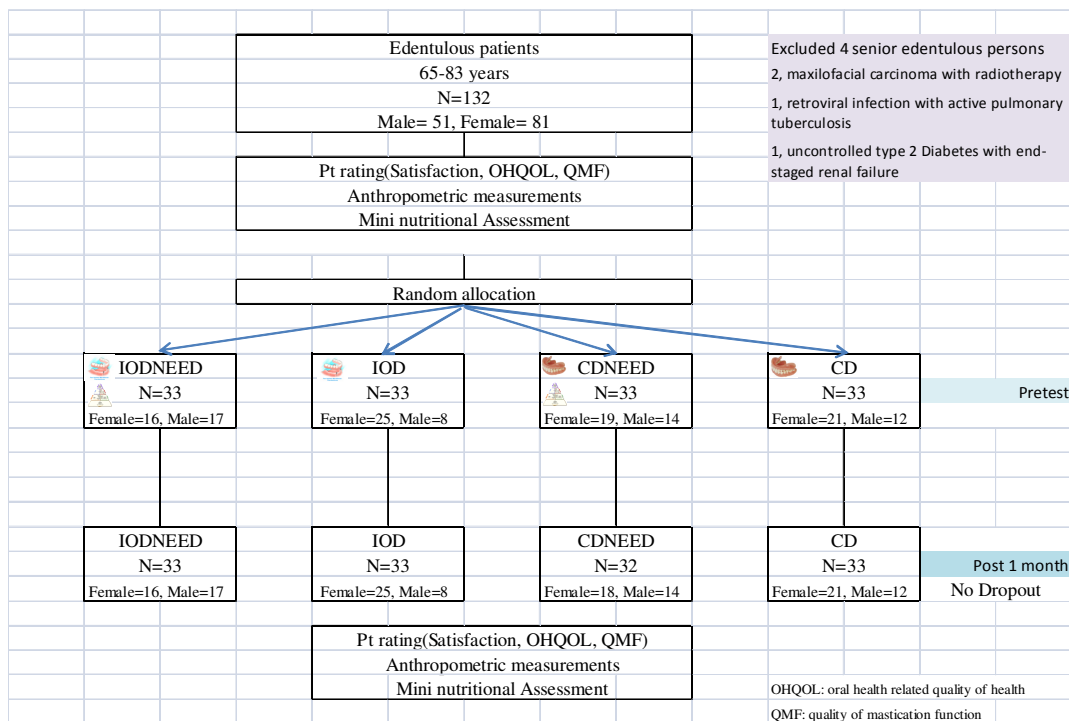 Edentulous patients
65-83 years
N=132
Male= 51, Female= 81
Excluded 4 senior edentulous persons
2, maxilofacial carcinoma with radiotherapy
1, retroviral infection with active pulmonary
tuberculosis
1, uncontrolled type 2 Diabetes with end-
staged renal failure
Pt rating(Satisfaction, OHQOL, QMF)
Anthropometric measurements
Mini nutritional Assessment
Random allocation
IODNEED
N=33
Female=16, Male=17
IOD
N=33
Female=25, Male=8
CDNEED
N=33
Female=19, Male=14
CD
N=33
Female=21, Male=12
Pretest
IODNEED
N=33
Female=16, Male=17
IOD
N=33
Female=25, Male=8
CDNEED
N=32
Female=18, Male=14
CD
N=33
Female=21, Male=12
Post 1 month
No Dropout
Pt rating(Satisfaction, OHQOL, QMF)
Anthropometric measurements
Mini nutritional Assessment
OHQOL: oral health related quality of health
QMF: quality of mastication function